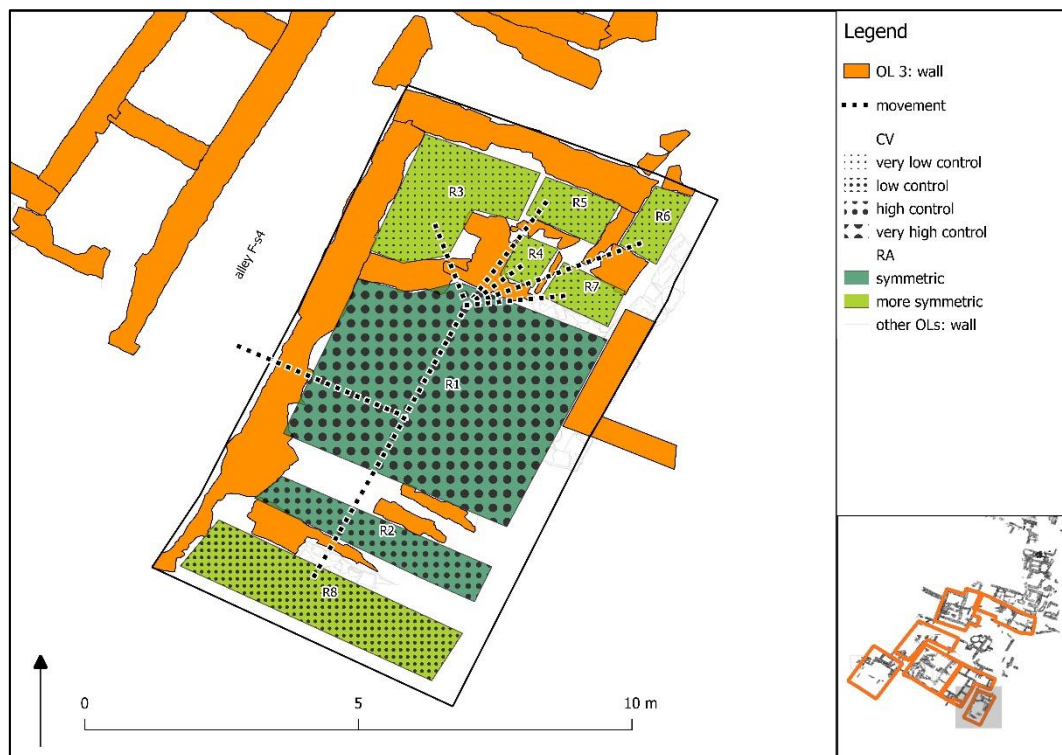 Legend
OL 3: wall
movement
CV
very low control
low control
high control
very high control
RA
symmetric
more symmetric
other OLs: wall
alley F-s4
R3
R5
R6
R4
R7
R1
R2
R8
0 5 10 m